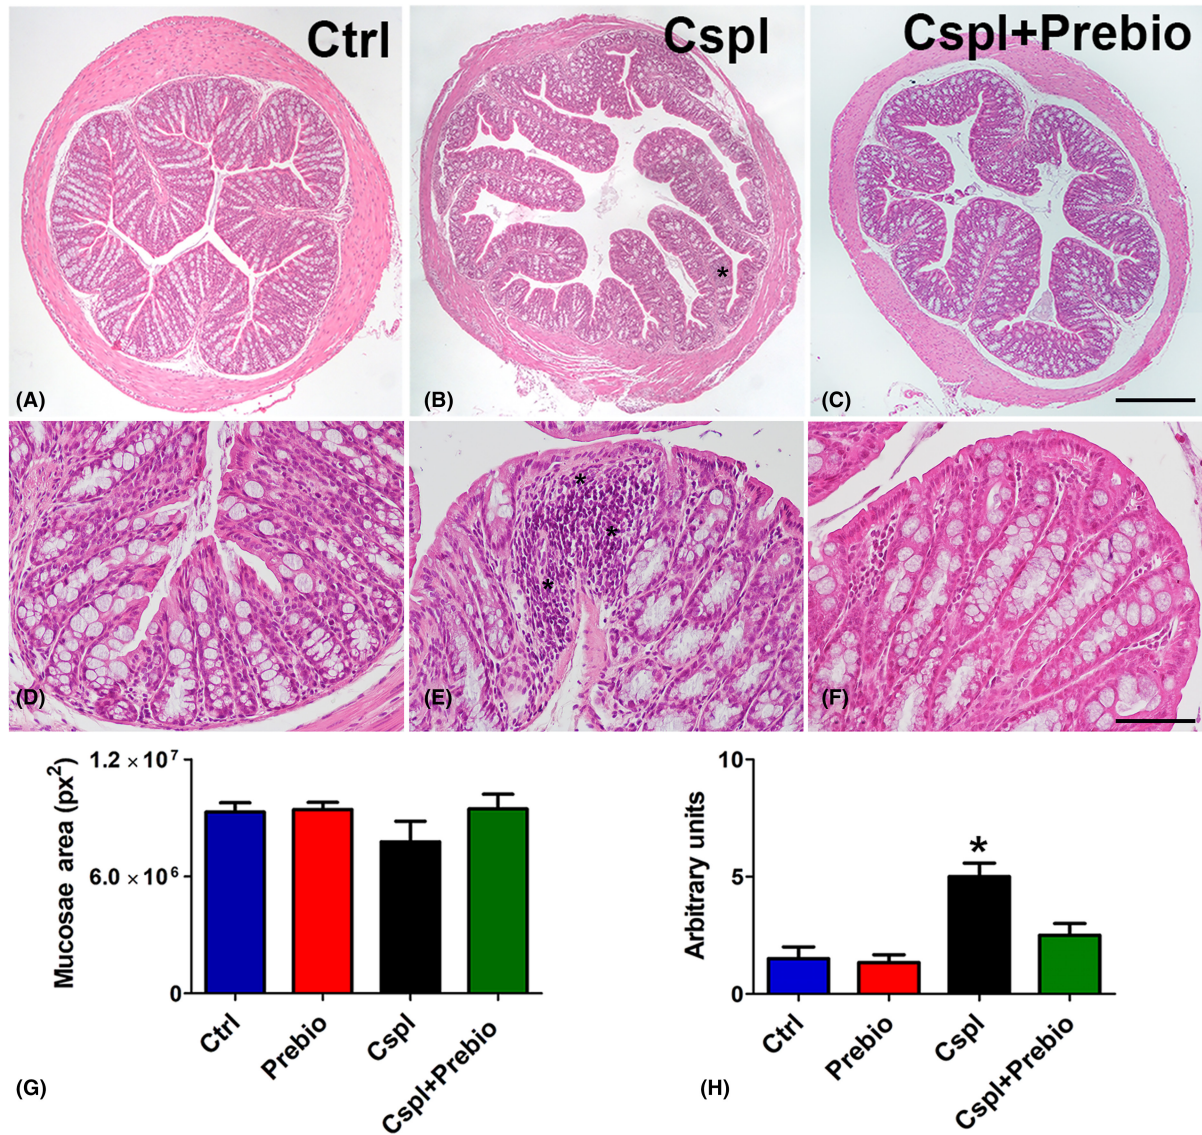 Ctrl
Cspl
Cspl+Prebio
(A)
(B)
*
(C)
(D)
(E)
*
*
*
(F)
Mucosae area (px²)
1.2 × 10⁷
6.0 × 10⁶
0
Ctrl
Prebio
Cspl
Cspl+Prebio
(G)
Arbitrary units
10
5
0
*
Ctrl
Prebio
Cspl
Cspl+Prebio
(H)